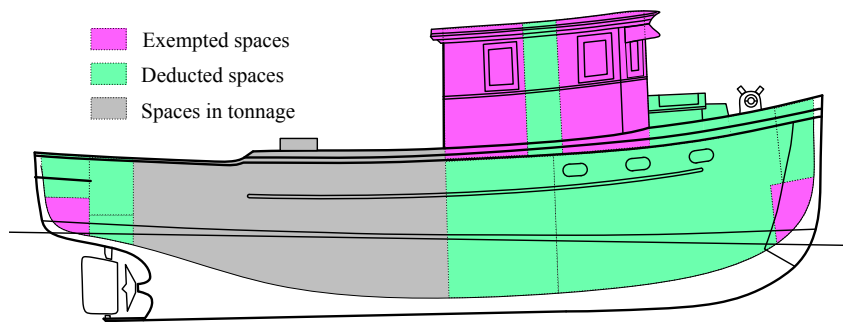 Exempted spaces
Deducted spaces
Spaces in tonnage